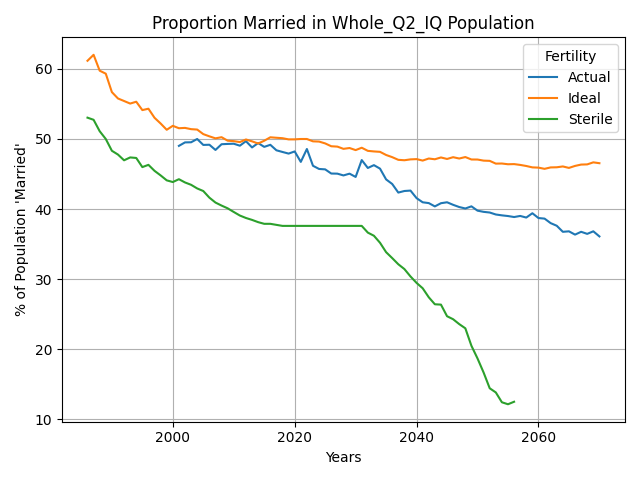 Proportion Married in Whole_Q2_IQ Population
% of Population 'Married'
60
50
40
30
20
10
Fertility
Actual
Ideal
Sterile
2000
2020
2040
2060
Years